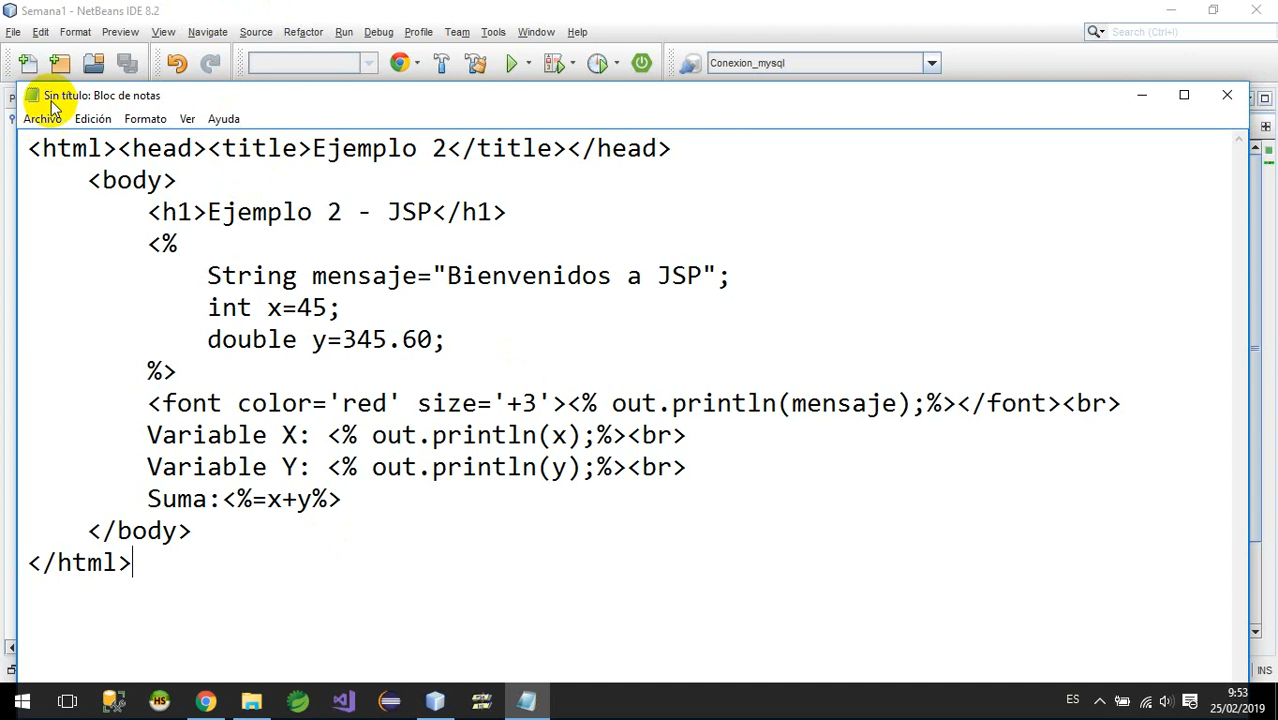 Semana1 - NetBeans IDE 8.2
File Edit Format Preview View Navigate Source Refactor Run Debug Profile Team Tools Window Help
Search (Ctrl+I)
Conexion_mysql
Sin título: Bloc de notas
Archivo Edición Formato Ver Ayuda
<html><head><title>Ejemplo 2</title></head>
<body>
<h1>Ejemplo 2 - JSP</h1>
<%
String mensaje="Bienvenidos a JSP";
int x=45;
double y=345.60;
%>
<font color='red' size='+3'><% out.println(mensaje);%></font><br>
Variable X: <% out.println(x);%><br>
Variable Y: <% out.println(y);%><br>
Suma:<%=x+y%>
</body>
</html>
INS
HS
ES
9:53
25/02/2019